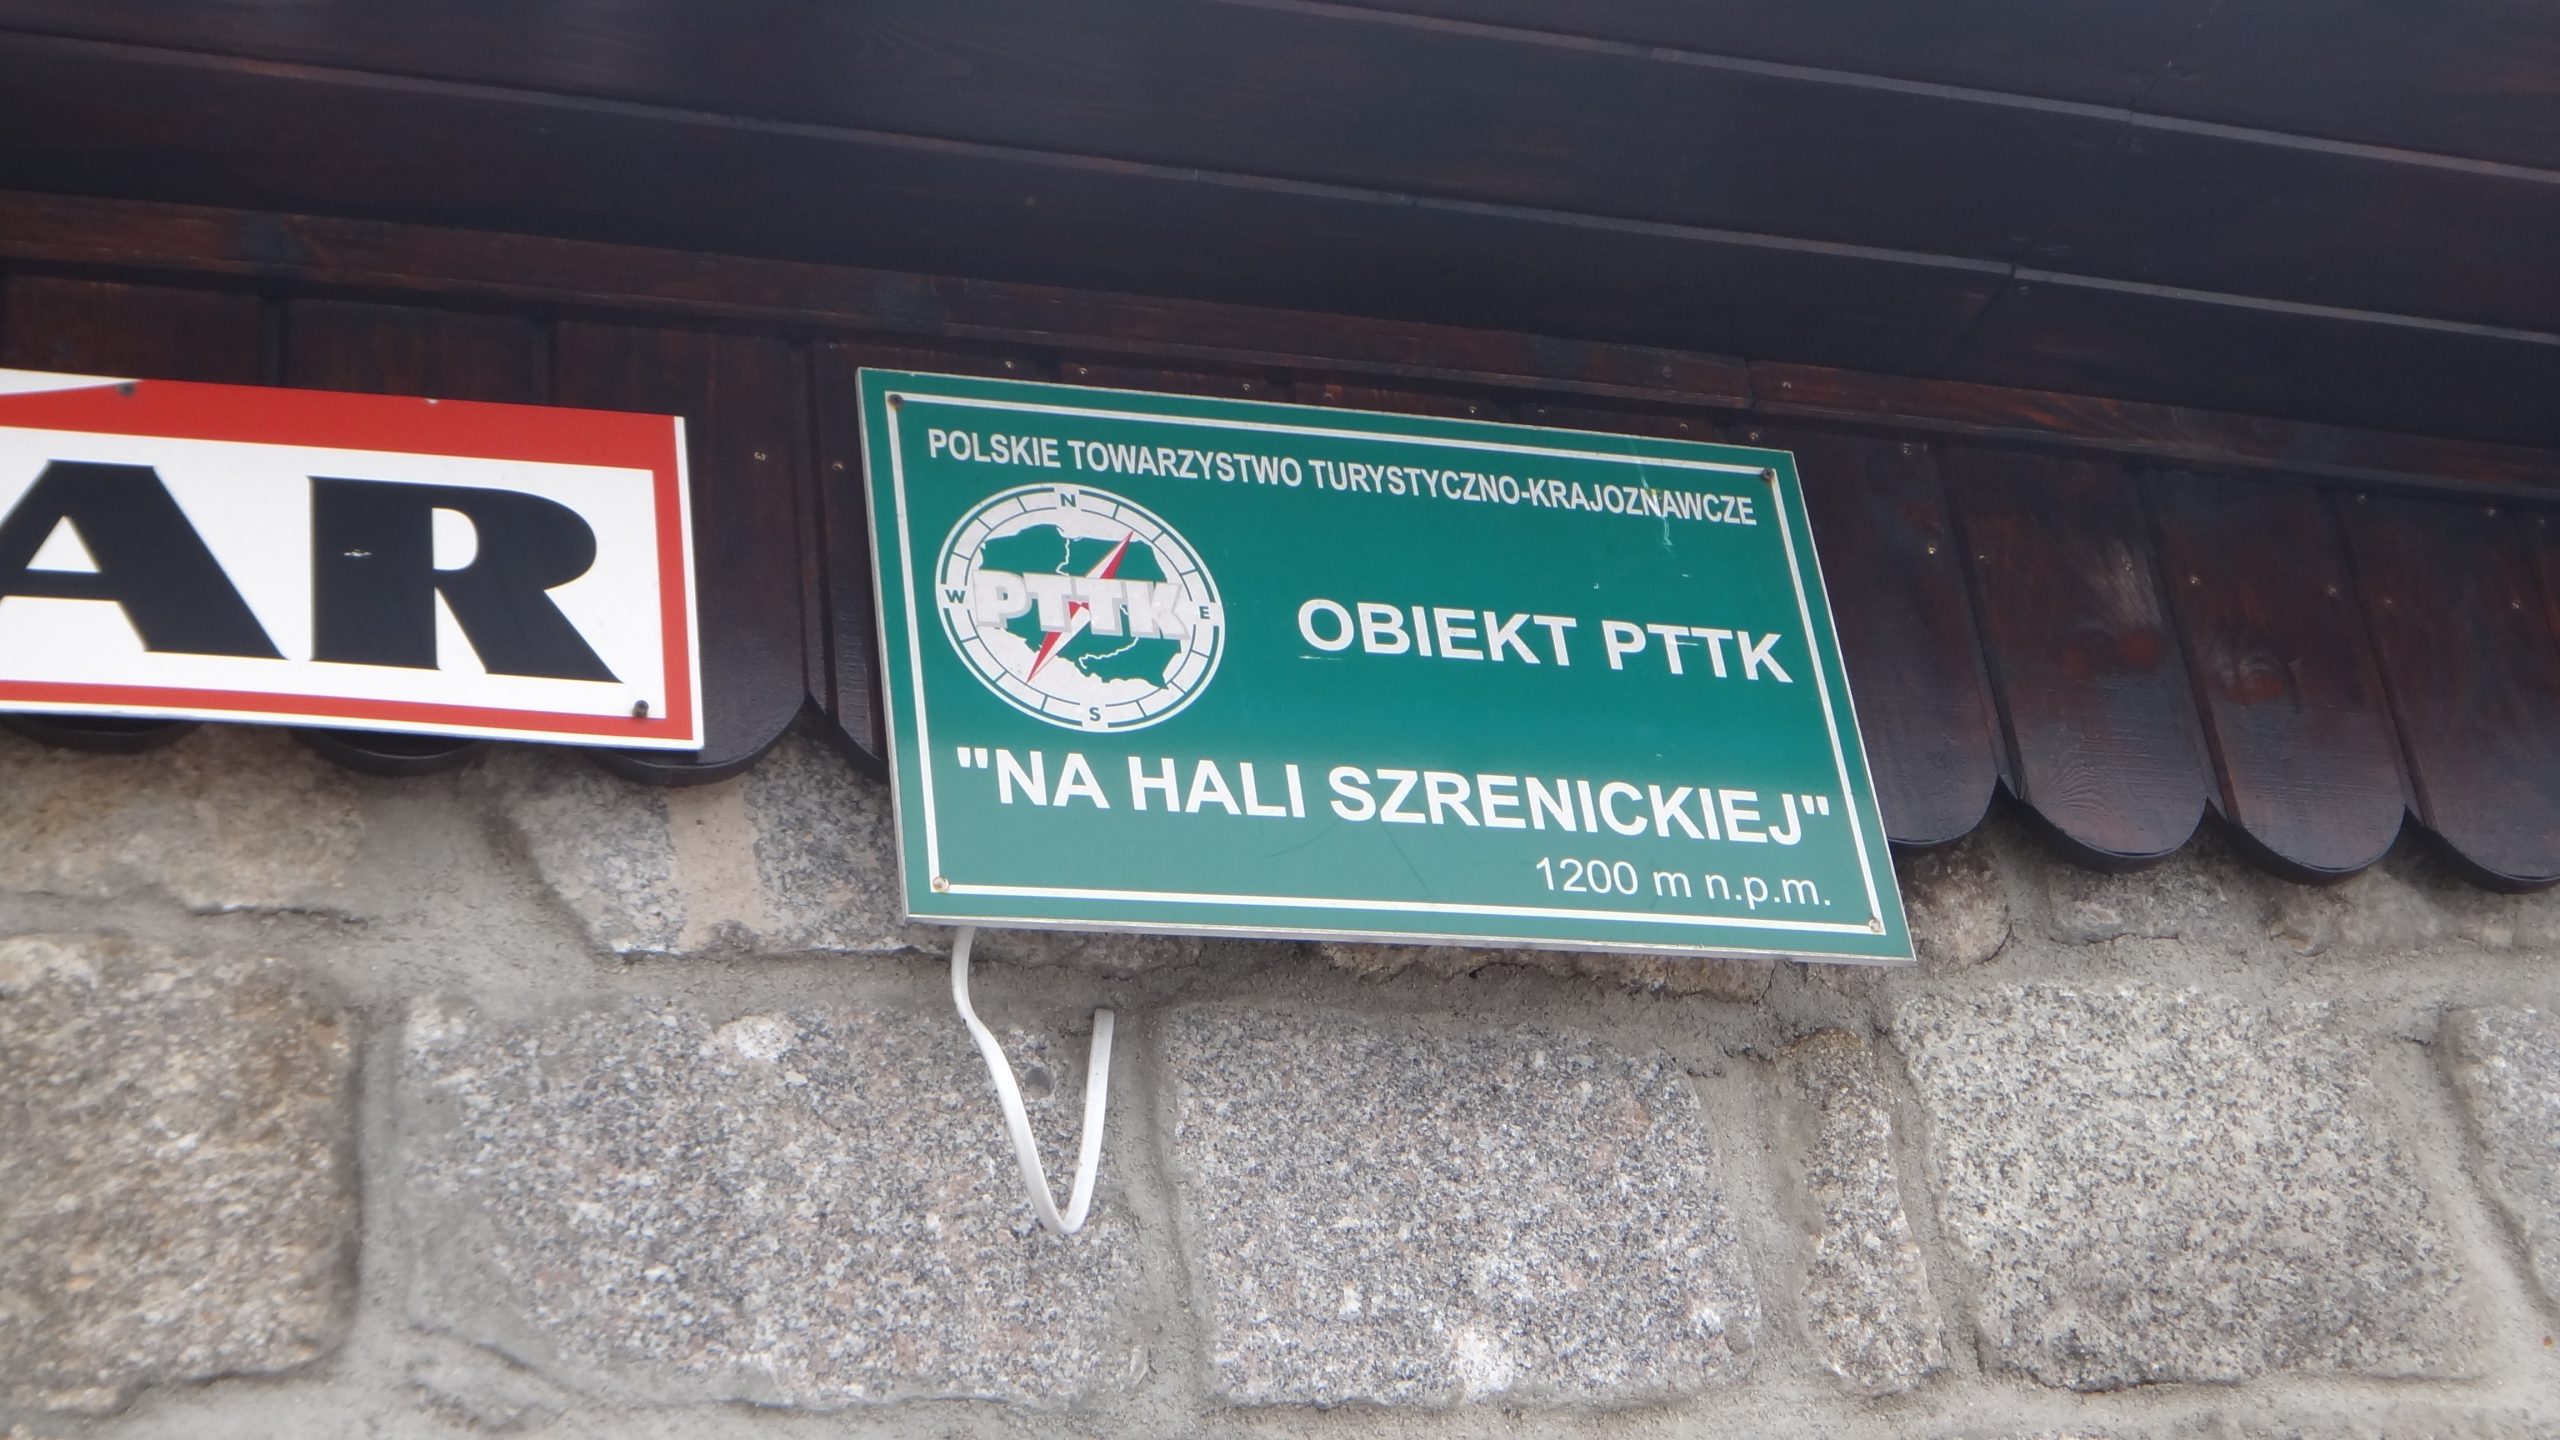 AR
POLSKIE TOWARZYSTWO TURYSTYCZNO-KRAJOZNAWCZE
N
W PTTK E
S
OBIEKT PTTK
"NA HALI SZRENICKIEJ"
1200 m n.p.m.